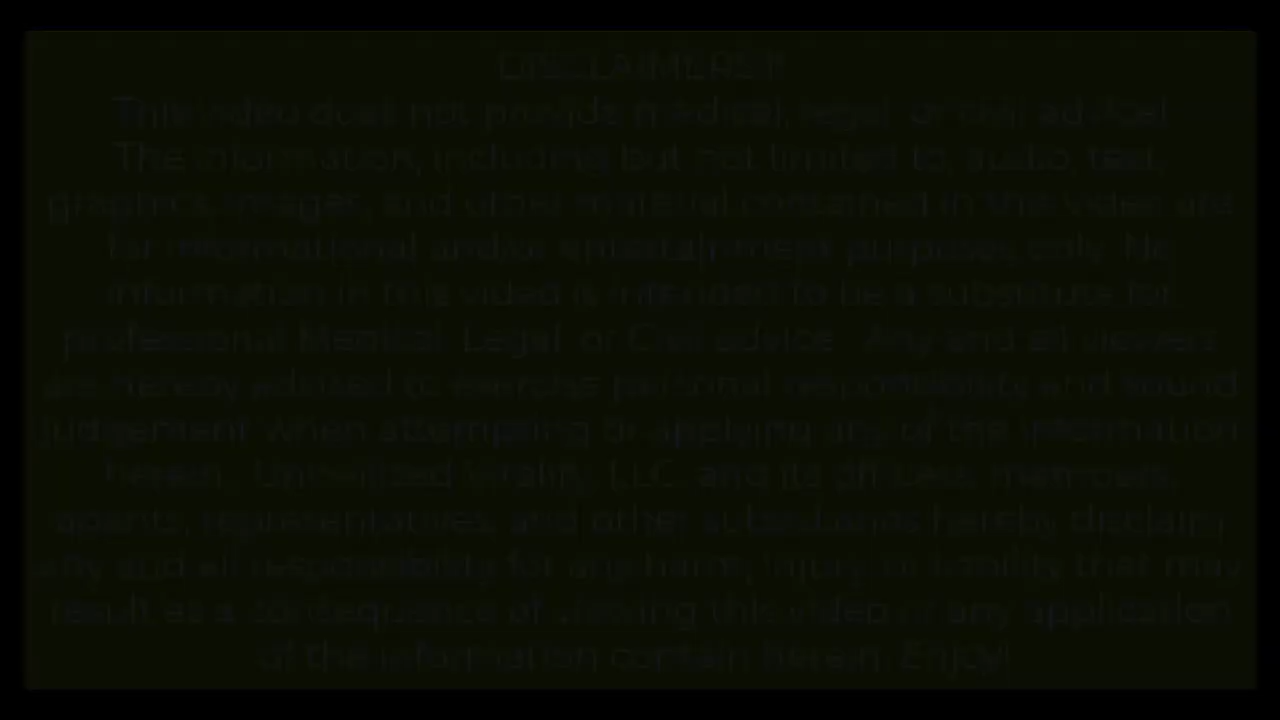 DISCLAIMERS!!
This video does not provide medical, legal or civil advice!
The information, including but not limited to audio, text,
graphics, images, and other material contained in this video are
for informational and/or entertainment purposes only. No
information in this video is intended to be a substitute for
professional Medical, Legal, or Civil advice. Any and all viewers
are hereby advised to exercise personal responsibility and sound
judgement when attempting or applying any of the information
herein. LLC, and its officers, members,
agents, representatives, and other hereby disclaim
any and all responsibility for any harm, injury or liability that may
result as a consequence of viewing this video or any application
of the information contain herein. Enjoy!